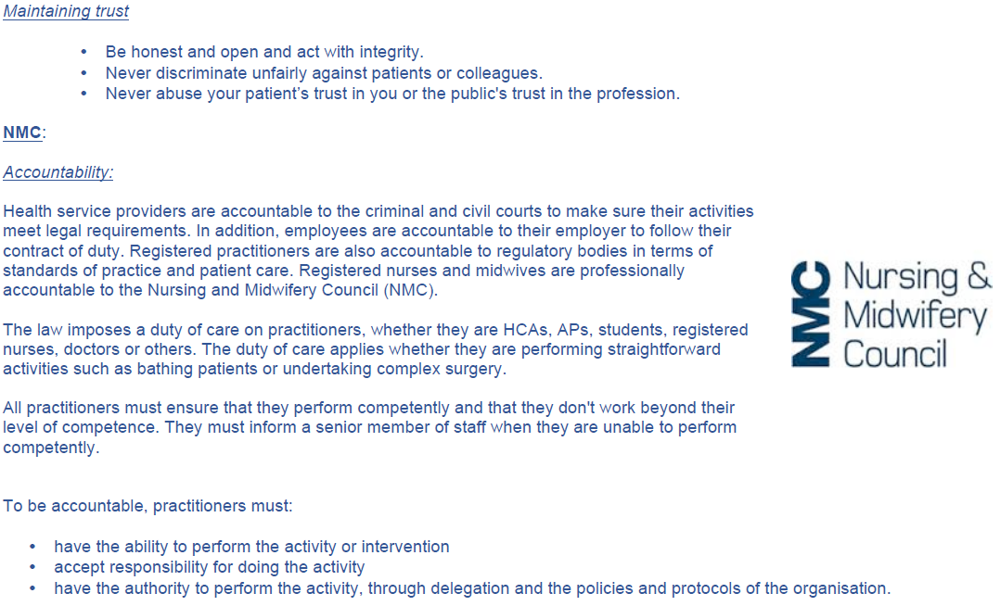 Maintaining trust
• Be honest and open and act with integrity.
• Never discriminate unfairly against patients or colleagues.
• Never abuse your patient’s trust in you or the public's trust in the profession.
NMC:
Accountability:
Health service providers are accountable to the criminal and civil courts to make sure their activities
meet legal requirements. In addition, employees are accountable to their employer to follow their
contract of duty. Registered practitioners are also accountable to regulatory bodies in terms of
standards of practice and patient care. Registered nurses and midwives are professionally
accountable to the Nursing and Midwifery Council (NMC).
The law imposes a duty of care on practitioners, whether they are HCAs, APs, students, registered
nurses, doctors or others. The duty of care applies whether they are performing straightforward
activities such as bathing patients or undertaking complex surgery.
All practitioners must ensure that they perform competently and that they don't work beyond their
level of competence. They must inform a senior member of staff when they are unable to perform
competently.
NMC
Nursing &
Midwifery
Council
To be accountable, practitioners must:
• have the ability to perform the activity or intervention
• accept responsibility for doing the activity
• have the authority to perform the activity, through delegation and the policies and protocols of the organisation.